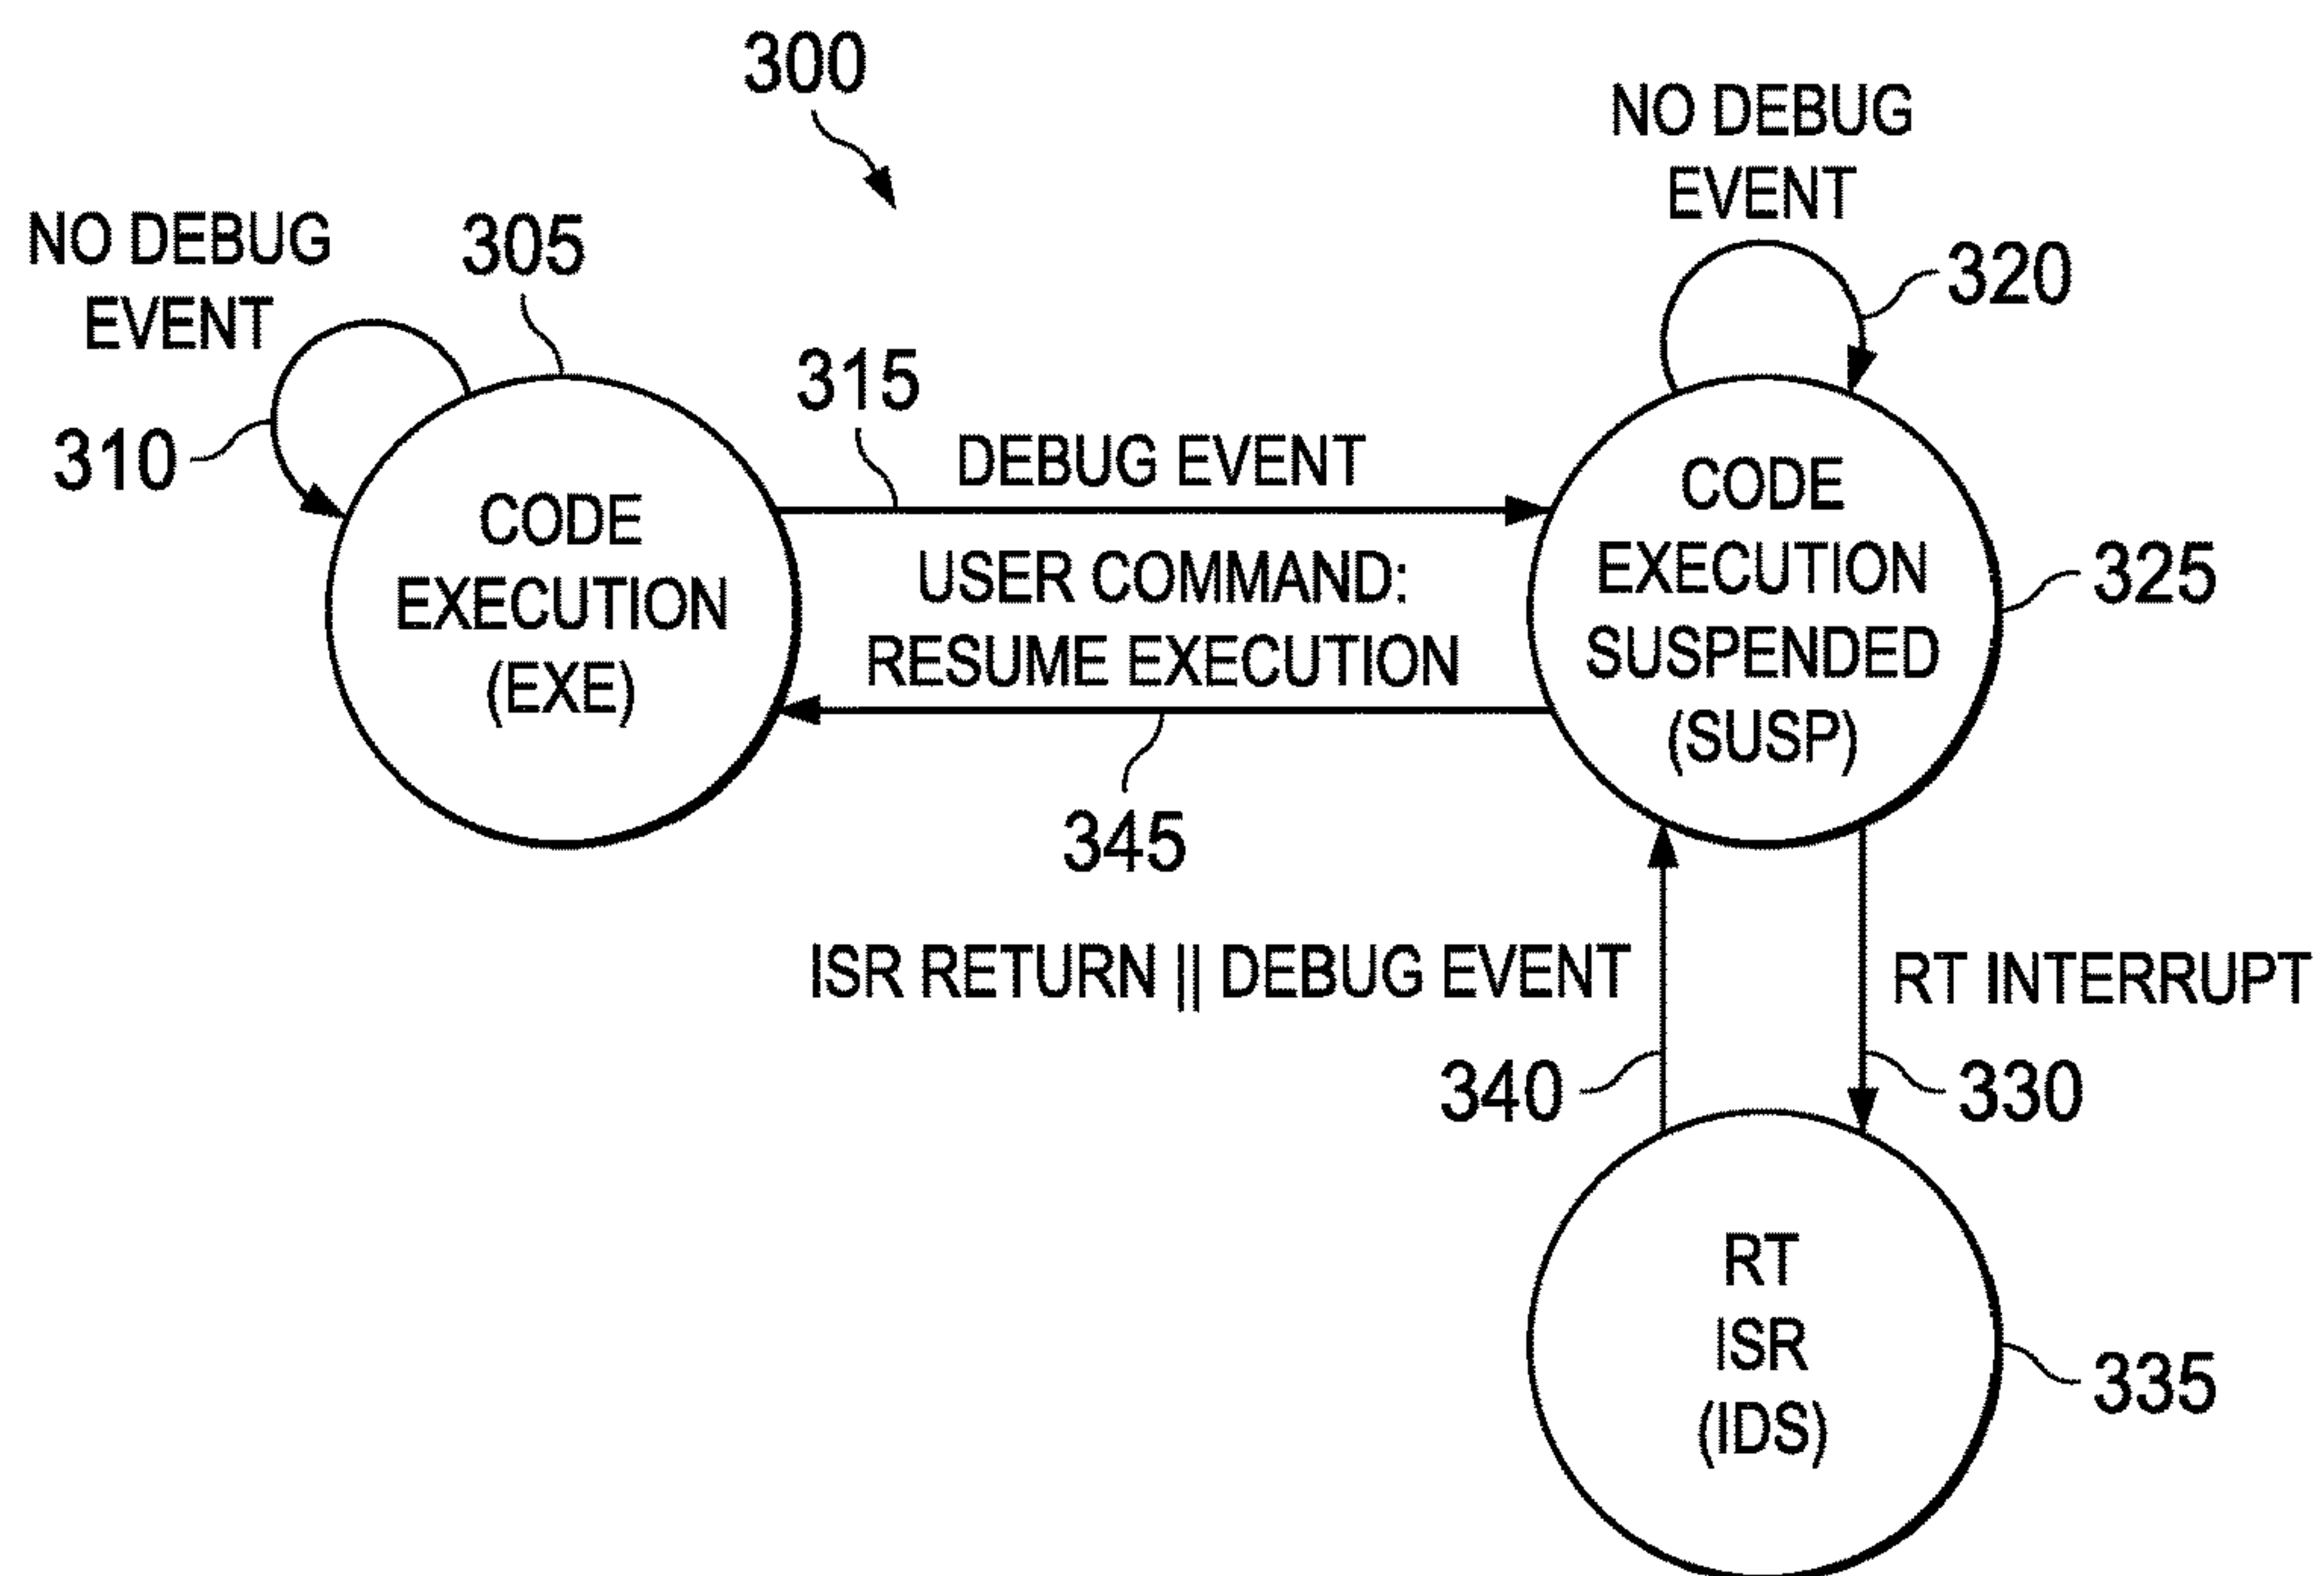 300
NO DEBUG
EVENT
305
310
CODE
EXECUTION
(EXE)
315
DEBUG EVENT
USER COMMAND:
RESUME EXECUTION
345
NO DEBUG
EVENT
320
CODE
EXECUTION
SUSPENDED
(SUSP)
325
ISR RETURN || DEBUG EVENT
340
RT INTERRUPT
330
RT
ISR
(IDS)
335